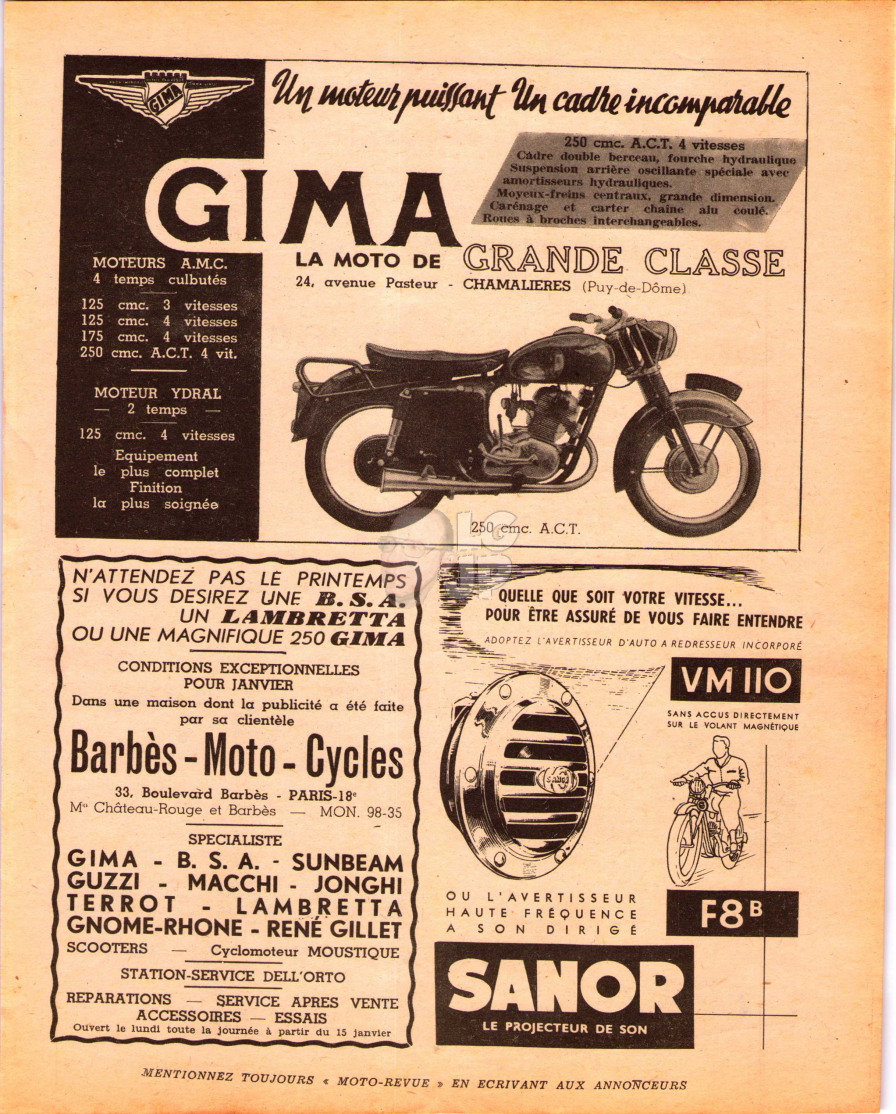 GIMA
Un moteur puissant Un cadre incomparable
250 cmc. A.C.T. 4 vitesses
Cadre double berceau, fourche hydraulique
Suspension arrière oscillante spéciale avec
amortisseurs hydrauliques.
Moyeux-freins centraux, grande dimension.
Carénage et carter chaine alu coulé.
Roues à broches interchangeables.
GIMA
LA MOTO DE GRANDE CLASSE
24, avenue Pasteur - CHAMALIERES (Puy-de-Dôme)
MOTEURS A.M.C.
4 temps culbutés
125 cmc. 3 vitesses
125 cmc. 4 vitesses
175 cmc. 4 vitesses
250 cmc. A.C.T. 4 vit.
MOTEUR YDRAL
— 2 temps —
125 cmc. 4 vitesses
Equipement
le plus complet
Finition
la plus soignée
250 cmc. A.C.T.
LC UP
N'ATTENDEZ PAS LE PRINTEMPS
SI VOUS DESIREZ UNE B.S.A.
UN LAMBRETTA
OU UNE MAGNIFIQUE 250 GIMA
CONDITIONS EXCEPTIONNELLES
POUR JANVIER
Dans une maison dont la publicité a été faite
par sa clientèle
Barbès - Moto - Cycles
33, Boulevard Barbès - PARIS-18e
Mo Château-Rouge et Barbès — MON. 98-35
SPECIALISTE
GIMA - B. S. A. - SUNBEAM
GUZZI - MACCHI - JONGHI
TERROT - LAMBRETTA
GNOME-RHONE - RENÉ GILLET
SCOOTERS — Cyclomoteur MOUSTIQUE
STATION-SERVICE DELL'ORTO
REPARATIONS — SERVICE APRES VENTE
ACCESSOIRES — ESSAIS
Ouvert le lundi toute la journée à partir du 15 janvier
QUELLE QUE SOIT VOTRE VITESSE...
POUR ÊTRE ASSURÉ DE VOUS FAIRE ENTENDRE
ADOPTEZ L'AVERTISSEUR D'AUTO A REDRESSEUR INCORPORÉ
VM 110
SANS ACCUS DIRECTEMENT
SUR LE VOLANT MAGNÉTIQUE
SANOR
OU L'AVERTISSEUR
HAUTE FRÉQUENCE
A SON DIRIGÉ
F8 B
SANOR
LE PROJECTEUR DE SON
MENTIONNEZ TOUJOURS « MOTO-REVUE » EN ECRIVANT AUX ANNONCEURS